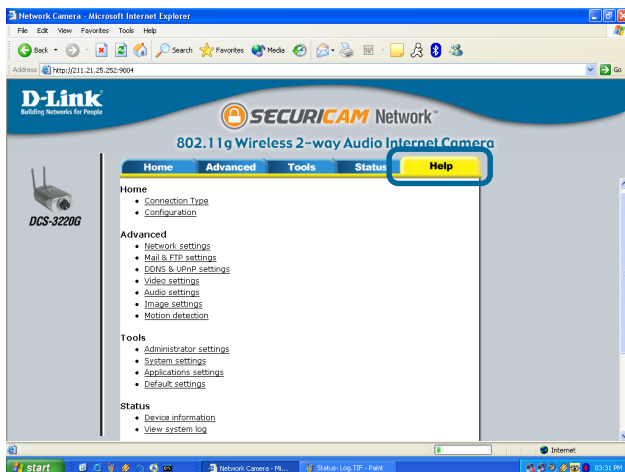 Network Camera - Microsoft Internet Explorer
File Edit View Favorites Tools Help
Back Search Favorites Media
Address http://211.21.25.252:9004 Go
D-Link
Building Networks for People
SECURICAM Network™
802.11g Wireless 2-way Audio Internet Camera
Home Advanced Tools Status Help
DCS-3220G
Home
• Connection Type
• Configuration
Advanced
• Network settings
• Mail & FTP settings
• DDNS & UPnP settings
• Video settings
• Audio settings
• Image settings
• Motion detection
Tools
• Administrator settings
• System settings
• Applications settings
• Default settings
Status
• Device information
• View system log
Internet
start Network Camera - Mi... Status-Log.TIF - Paint 03:31 PM